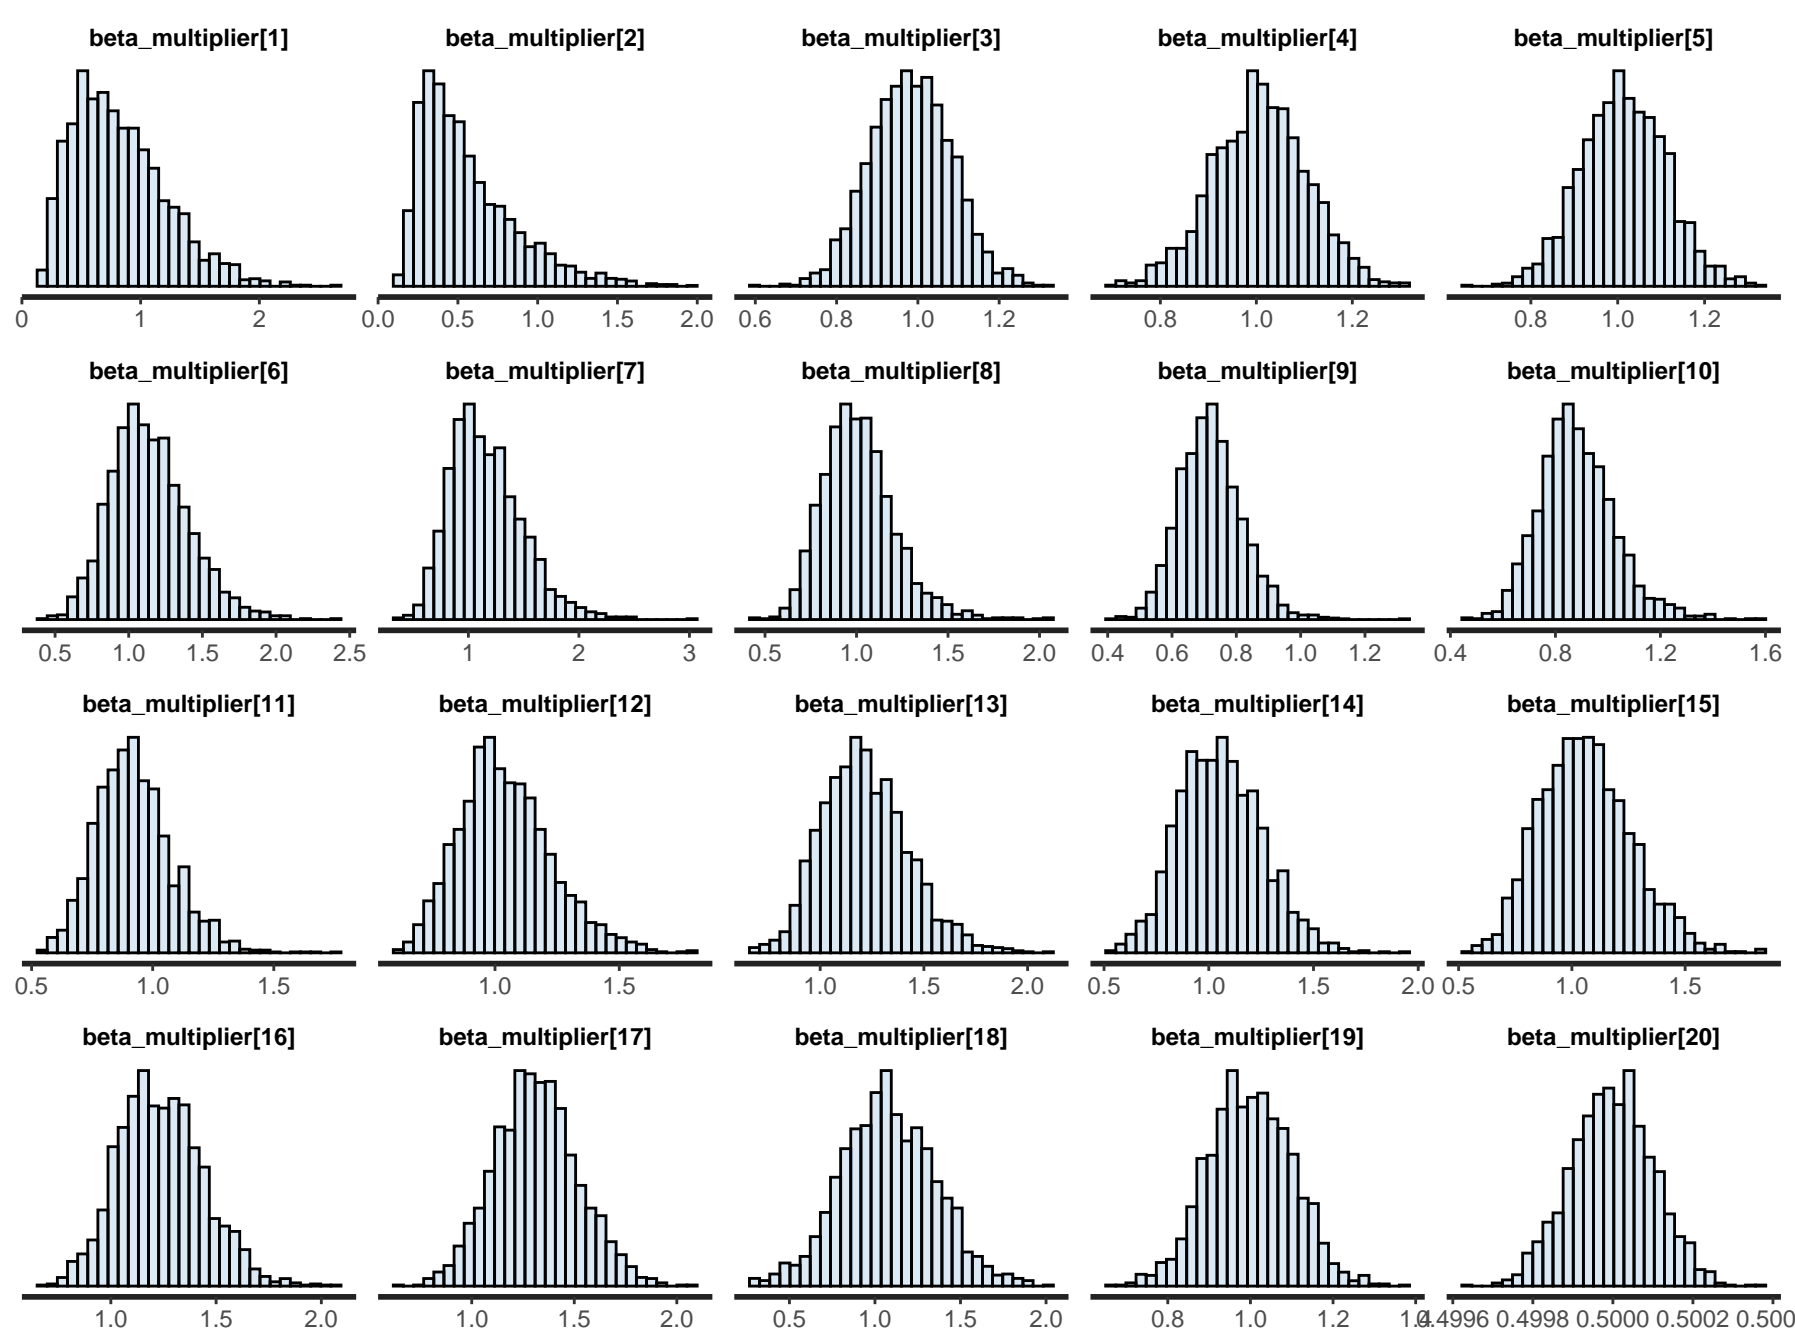 beta_multiplier[1] beta_multiplier[2] beta_multiplier[3] beta_multiplier[4] beta_multiplier[5]
0 1 2 0.0 0.5 1.0 1.5 2.0 0.6 0.8 1.0 1.2 0.8 1.0 1.2 0.8 1.0 1.2
beta_multiplier[6] beta_multiplier[7] beta_multiplier[8] beta_multiplier[9] beta_multiplier[10]
0.5 1.0 1.5 2.0 2.5 1 2 3 0.5 1.0 1.5 2.0 0.4 0.6 0.8 1.0 1.2 0.4 0.8 1.2 1.6
beta_multiplier[11] beta_multiplier[12] beta_multiplier[13] beta_multiplier[14] beta_multiplier[15]
0.5 1.0 1.5 1.0 1.5 1.0 1.5 2.0 0.5 1.0 1.5 2.0 0.5 1.0 1.5
beta_multiplier[16] beta_multiplier[17] beta_multiplier[18] beta_multiplier[19] beta_multiplier[20]
1.0 1.5 2.0 1.0 1.5 2.0 0.5 1.0 1.5 2.0 0.8 1.0 1.2 1.4 0.4996 0.4998 0.5000 0.5002 0.500